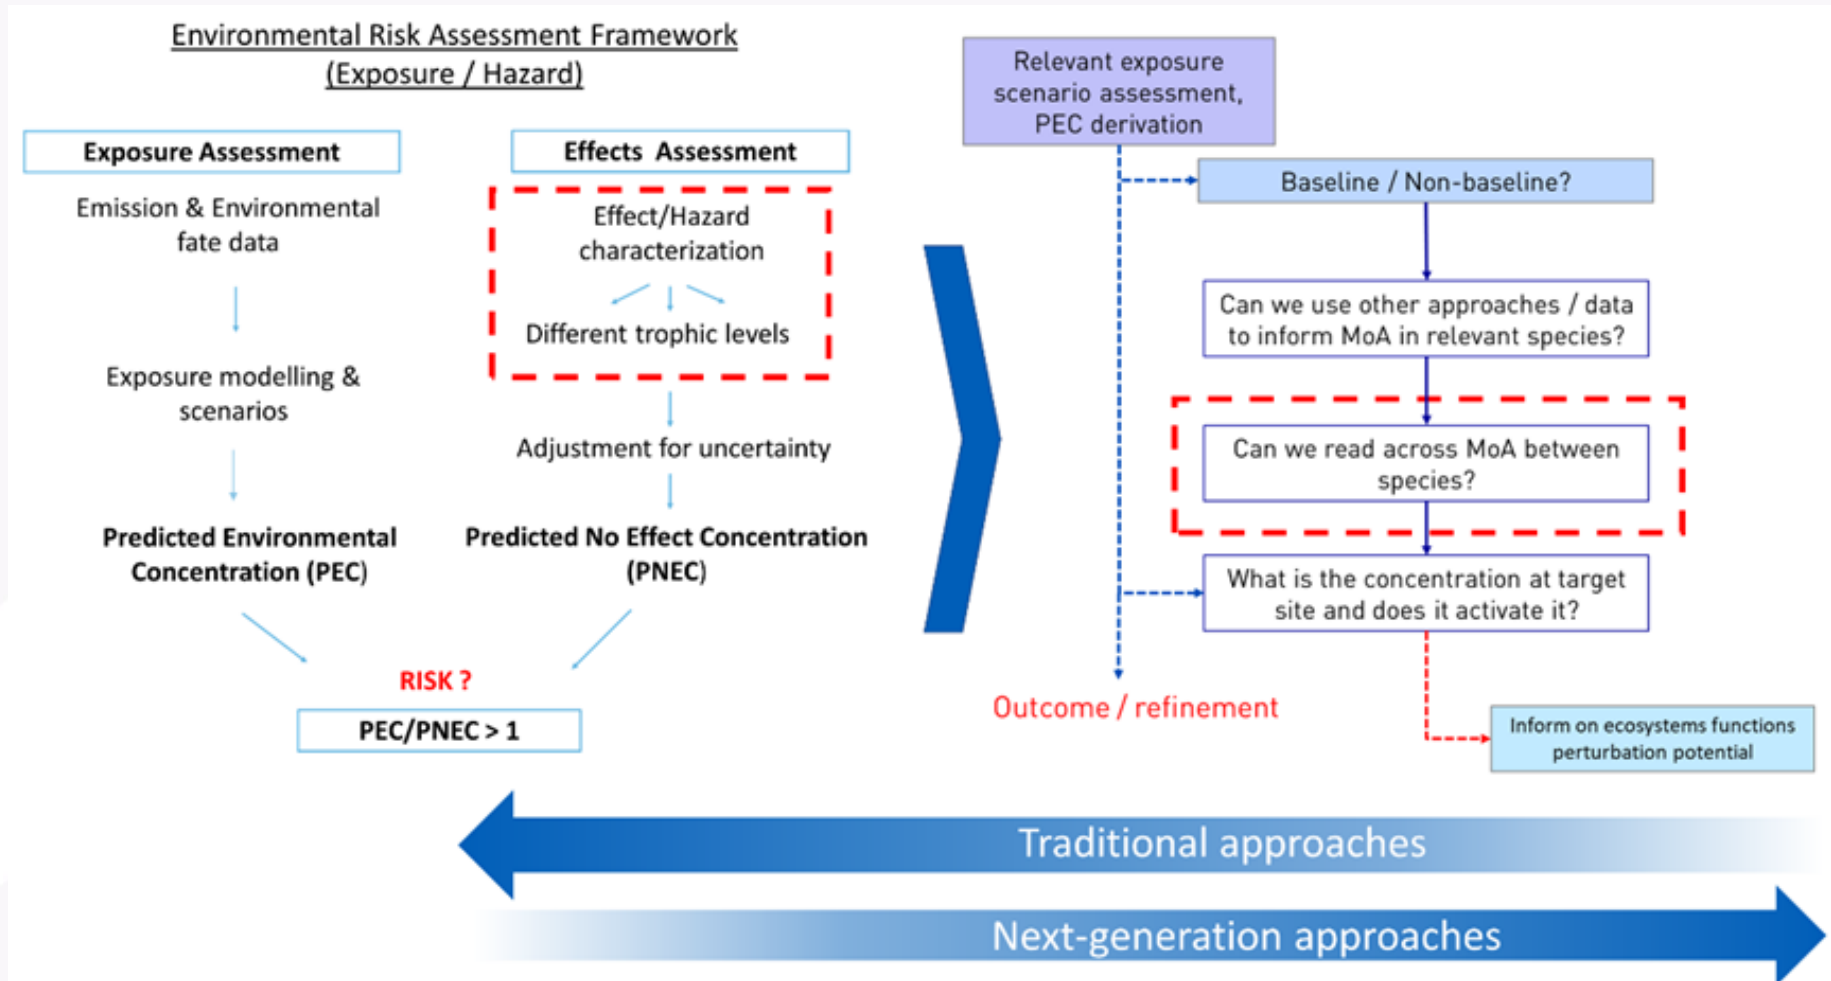 Environmental Risk Assessment Framework
(Exposure / Hazard)
Exposure Assessment
Emission & Environmental
fate data
Exposure modelling &
scenarios
Predicted Environmental
Concentration (PEC)
Effects Assessment
Effect/Hazard
characterization
Different trophic levels
Adjustment for uncertainty
Predicted No Effect Concentration
(PNEC)
RISK ?
PEC/PNEC > 1
Relevant exposure
scenario assessment,
PEC derivation
Baseline / Non-baseline?
Can we use other approaches / data
to inform MoA in relevant species?
Can we read across MoA between
species?
What is the concentration at target
site and does it activate it?
Outcome / refinement
Inform on ecosystems functions
perturbation potential
Traditional approaches
Next-generation approaches